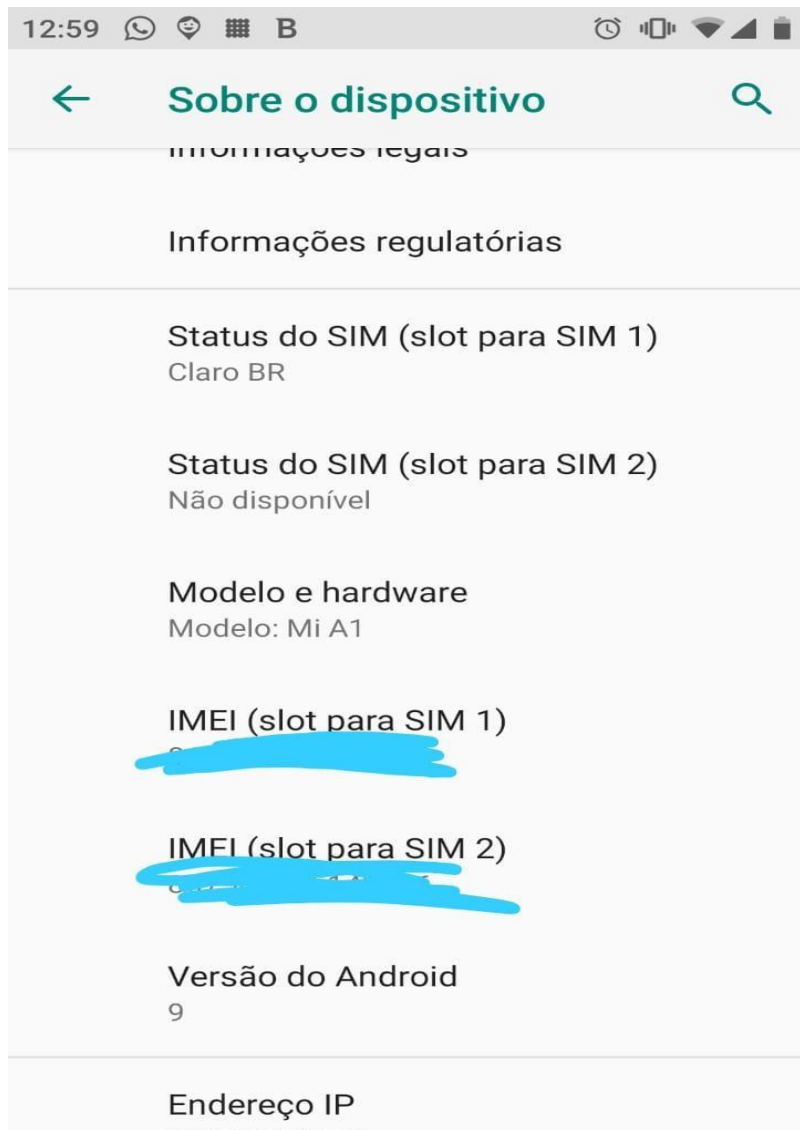 12:59 B
Sobre o dispositivo
Informações legais
Informações regulatórias
Status do SIM (slot para SIM 1)
Claro BR
Status do SIM (slot para SIM 2)
Não disponível
Modelo e hardware
Modelo: Mi A1
IMEI (slot para SIM 1)
IMEI (slot para SIM 2)
Versão do Android
9
Endereço IP